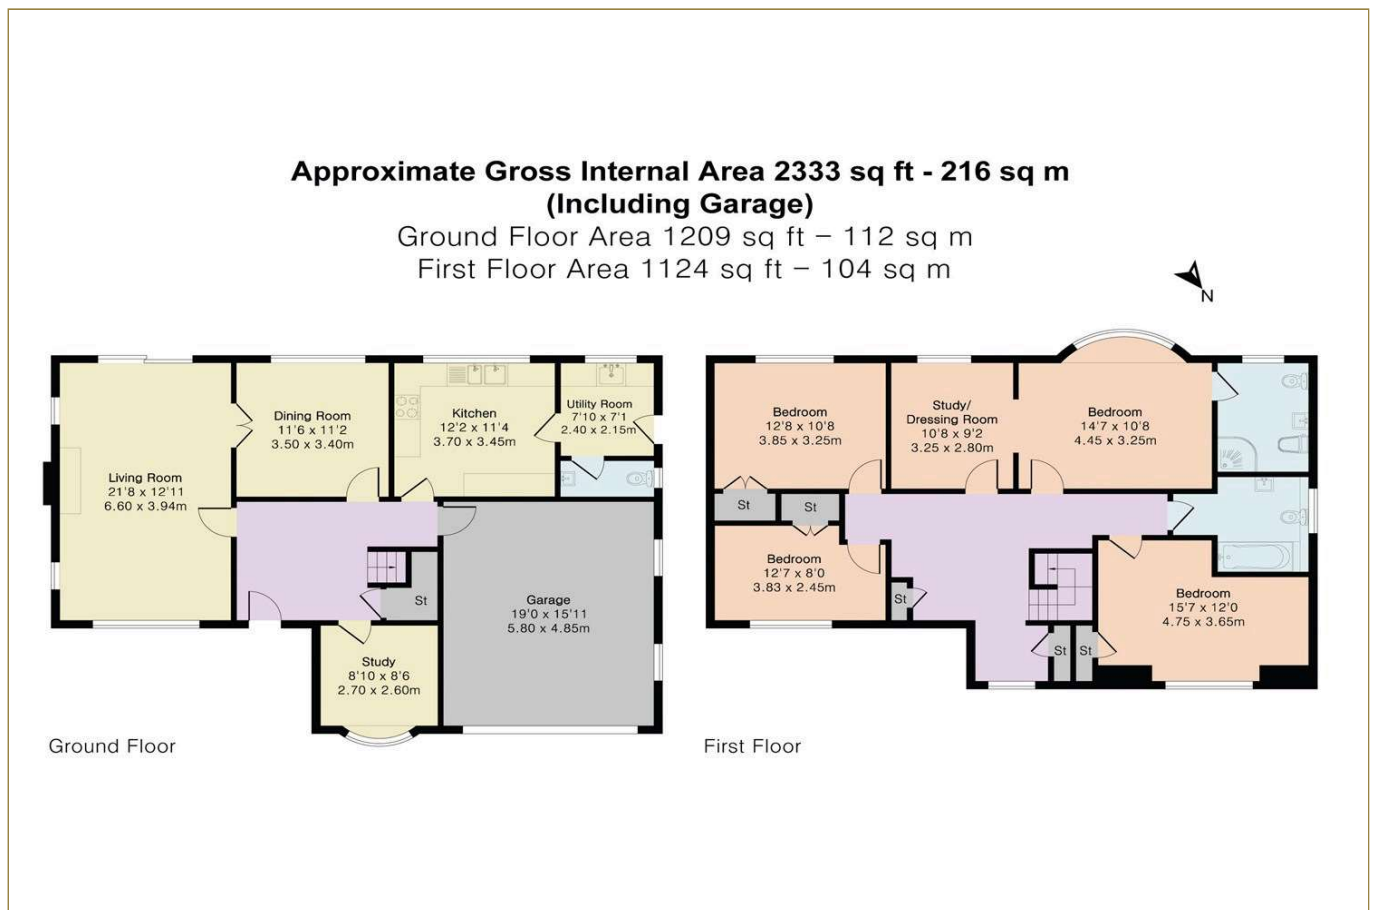 Approximate Gross Internal Area 2333 sq ft - 216 sq m
(Including Garage)
Ground Floor Area 1209 sq ft – 112 sq m
First Floor Area 1124 sq ft – 104 sq m
N
Living Room
21'8 x 12'11
6.60 x 3.94m
Dining Room
11'6 x 11'2
3.50 x 3.40m
Kitchen
12'2 x 11'4
3.70 x 3.45m
Utility Room
7'10 x 7'1
2.40 x 2.15m
St
Garage
19'0 x 15'11
5.80 x 4.85m
Study
8'10 x 8'6
2.70 x 2.60m
Ground Floor
Bedroom
12'8 x 10'8
3.85 x 3.25m
Study/
Dressing Room
10'8 x 9'2
3.25 x 2.80m
Bedroom
14'7 x 10'8
4.45 x 3.25m
St
St
Bedroom
12'7 x 8'0
3.83 x 2.45m
St
Bedroom
15'7 x 12'0
4.75 x 3.65m
St
St
First Floor